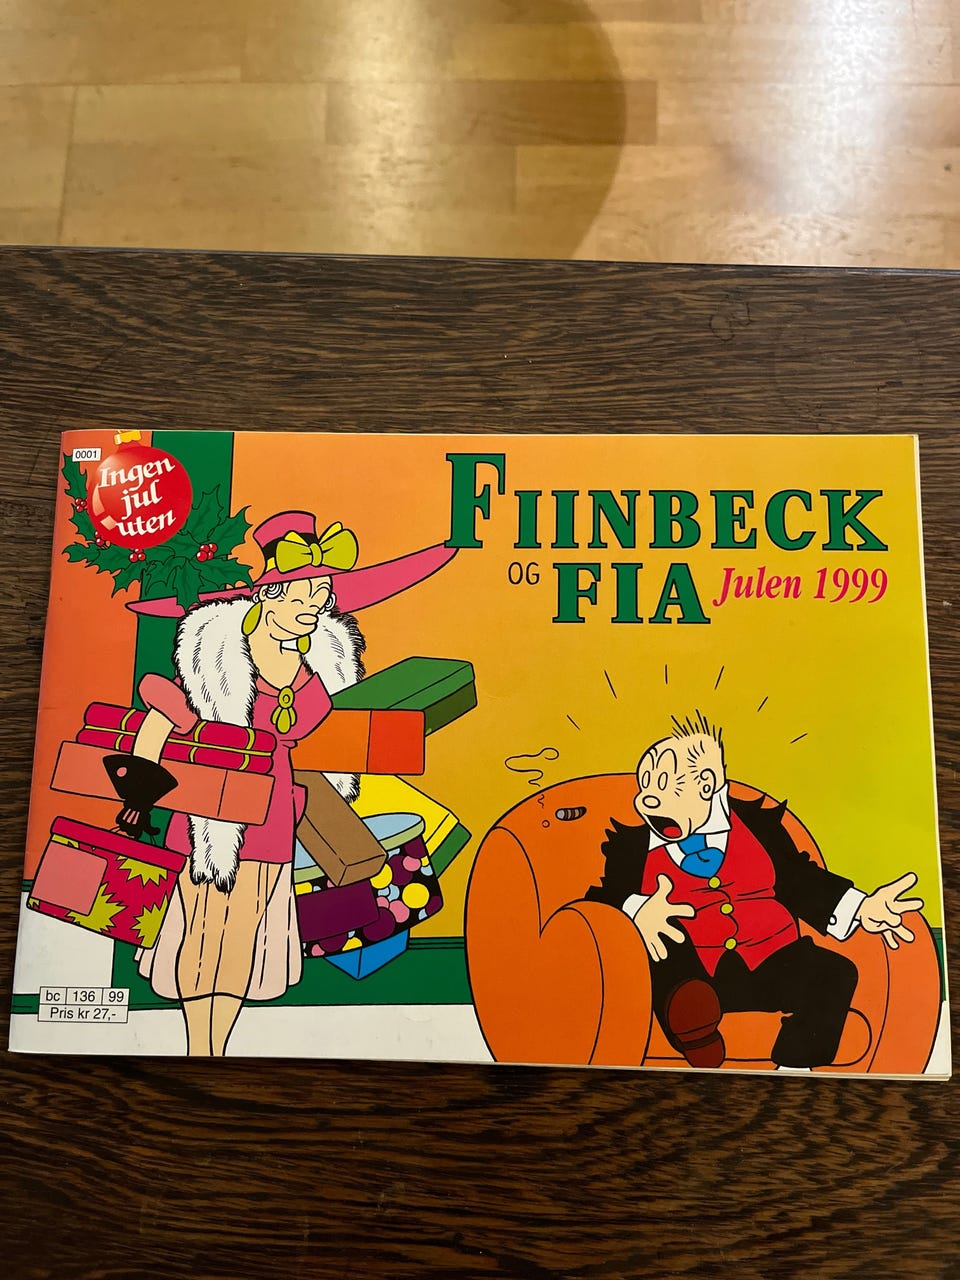 0001
Ingen
jul
uten
FIINBECK
OG FIA Julen 1999
bc 136 99
Pris kr 27,-